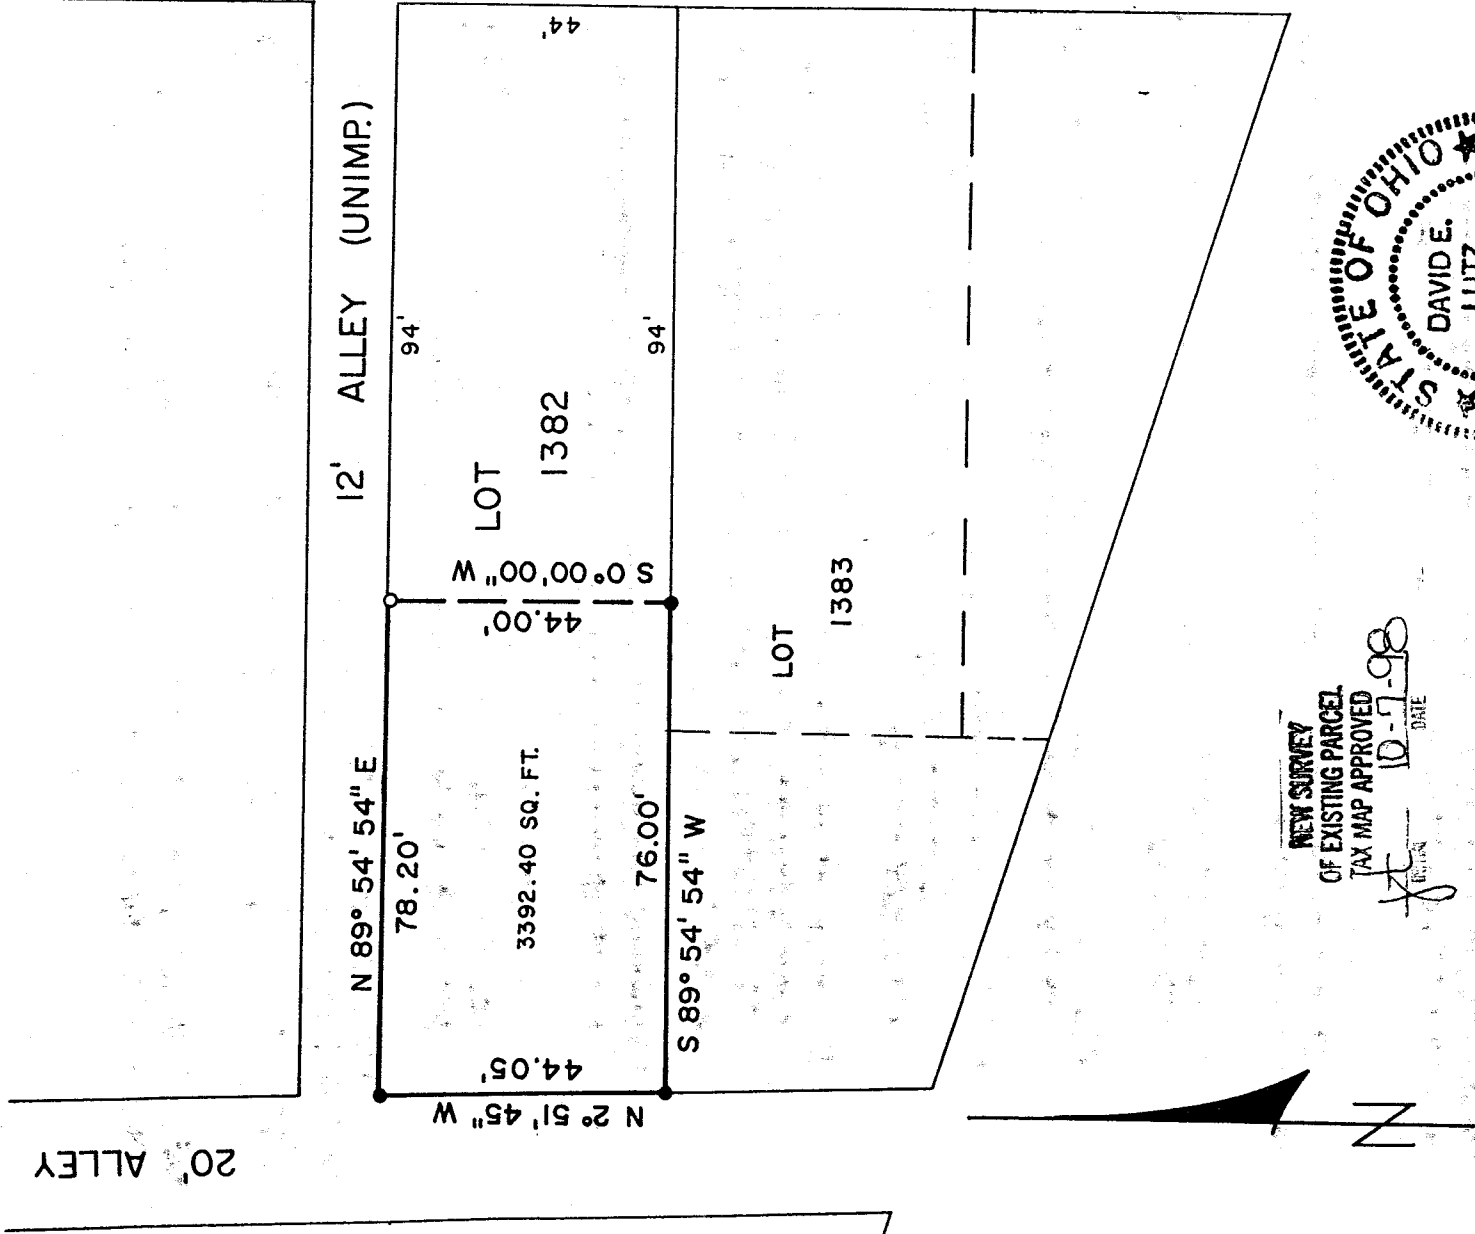 20' ALLEY
12' ALLEY (UNIMP.)
N 89° 54' 54" E
78.20'
94'
44'
LOT
1382
S 0° 00' 00" W
44.00'
3392.40 SQ. FT.
44.05'
N 2° 51' 45" W
76.00'
S 89° 54' 54" W
94'
LOT
1383
NEW SURVEY
OF EXISTING PARCEL
TAX MAP APPROVED
10-7-98
INITIAL
DATE
N
STATE OF OHIO
DAVID E.
LUTZ